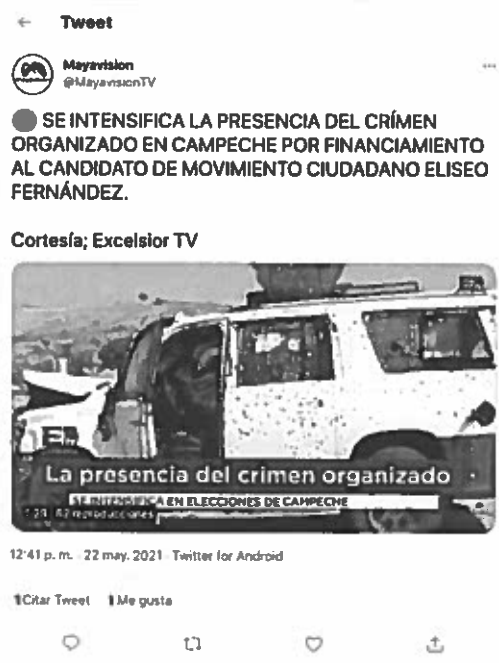 Tweet
Mayavision
@MayavisionTV
SE INTENSIFICA LA PRESENCIA DEL CRÍMEN
ORGANIZADO EN CAMPECHE POR FINANCIAMIENTO
AL CANDIDATO DE MOVIMIENTO CIUDADANO ELISEO
FERNÁNDEZ.
Cortesía; Excelsior TV
La presencia del crimen organizado
SE INTENSIFICA EN ELECCIONES DE CAMPECHE
62 reproducciones
12:41 p. m. · 22 may. 2021 · Twitter for Android
1 Citar Tweet 1 Me gusta